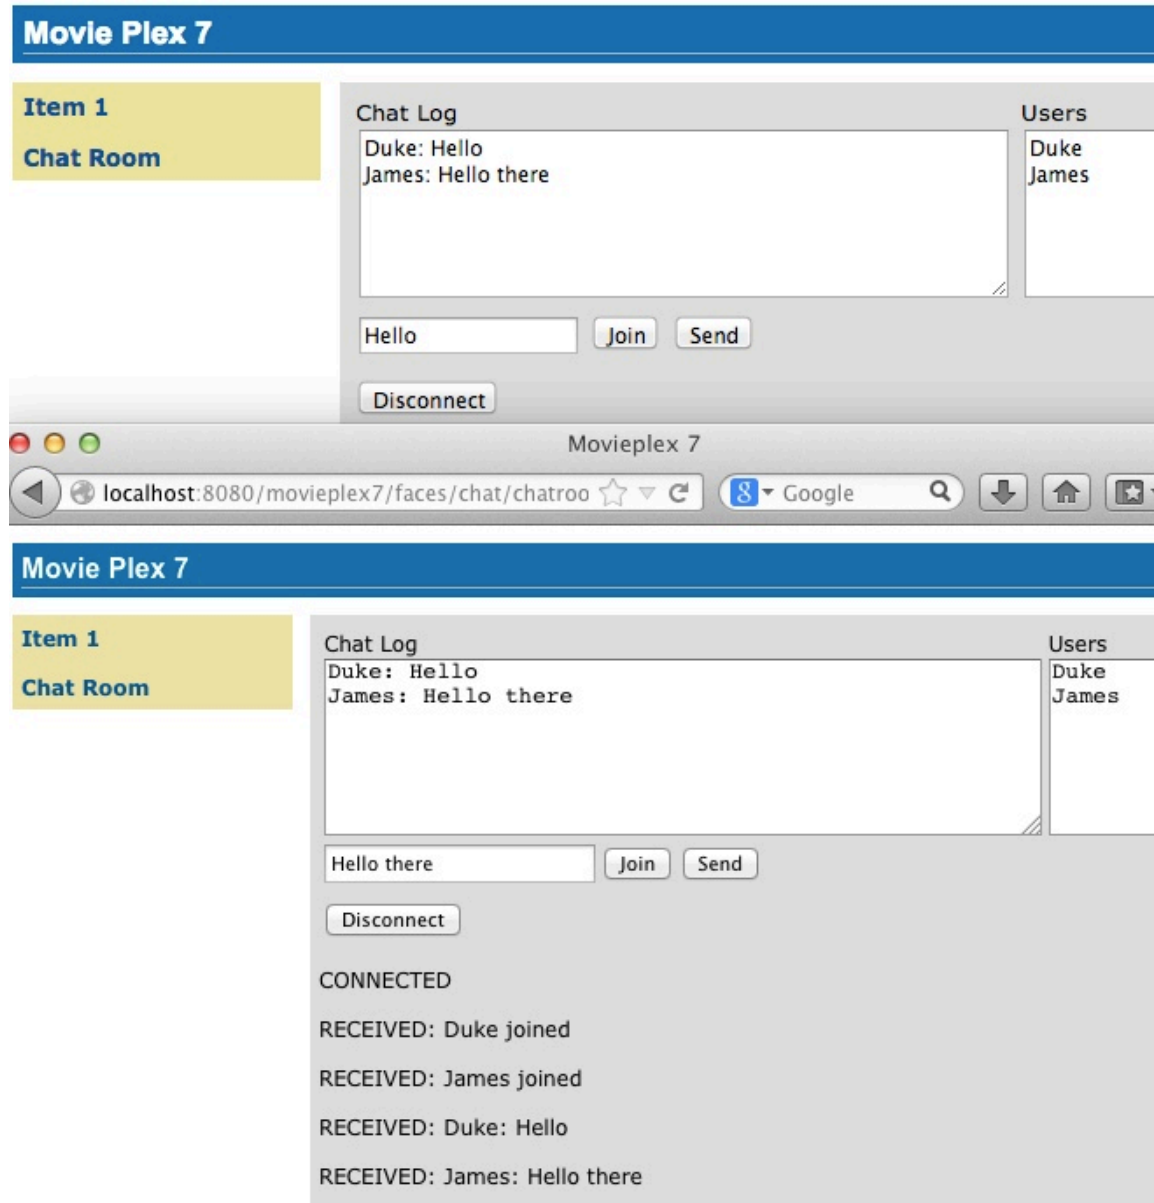 Movie Plex 7
Item 1
Chat Room
Chat Log
Users
Duke: Hello
James: Hello there
Duke
James
Hello
Join
Send
Disconnect
Movieplex 7
localhost:8080/movieplex7/faces/chat/chatroo
8
Google
Movie Plex 7
Item 1
Chat Room
Chat Log
Users
Duke: Hello
James: Hello there
Duke
James
Hello there
Join
Send
Disconnect
CONNECTED
RECEIVED: Duke joined
RECEIVED: James joined
RECEIVED: Duke: Hello
RECEIVED: James: Hello there